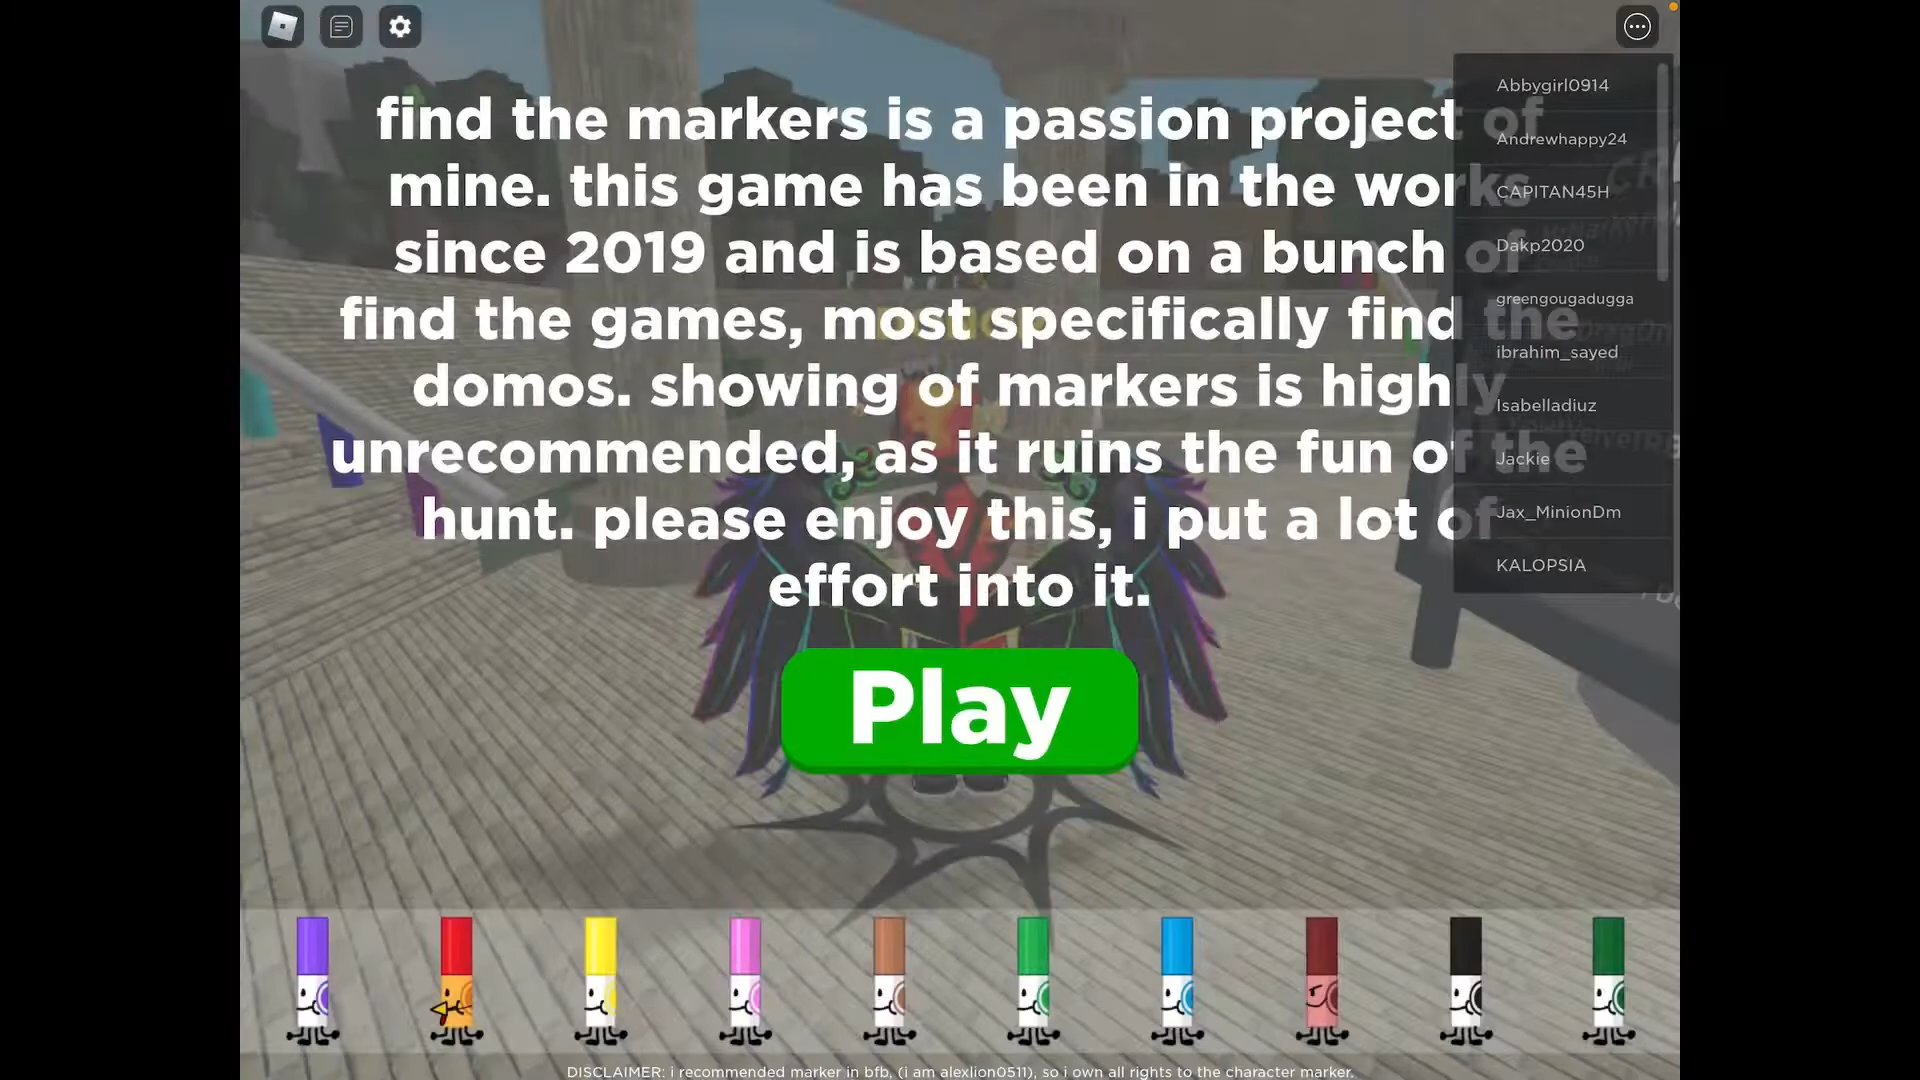 find the markers is a passion project of
mine. this game has been in the works
since 2019 and is based on a bunch of
find the games, most specifically find the
domos. showing of markers is highly
unrecommended, as it ruins the fun of the
hunt. please enjoy this, i put a lot of
effort into it.
Play
Abbygirl0914
Andrewhappy24
CAPITAN45H
Dakp2020
greengougadugga
ibrahim_sayed
Isabelladiuz
Jackie
Jax_MinionDm
KALOPSIA
DISCLAIMER: i recommended marker in bfb, (i am alexlion0511), so i own all rights to the character marker.